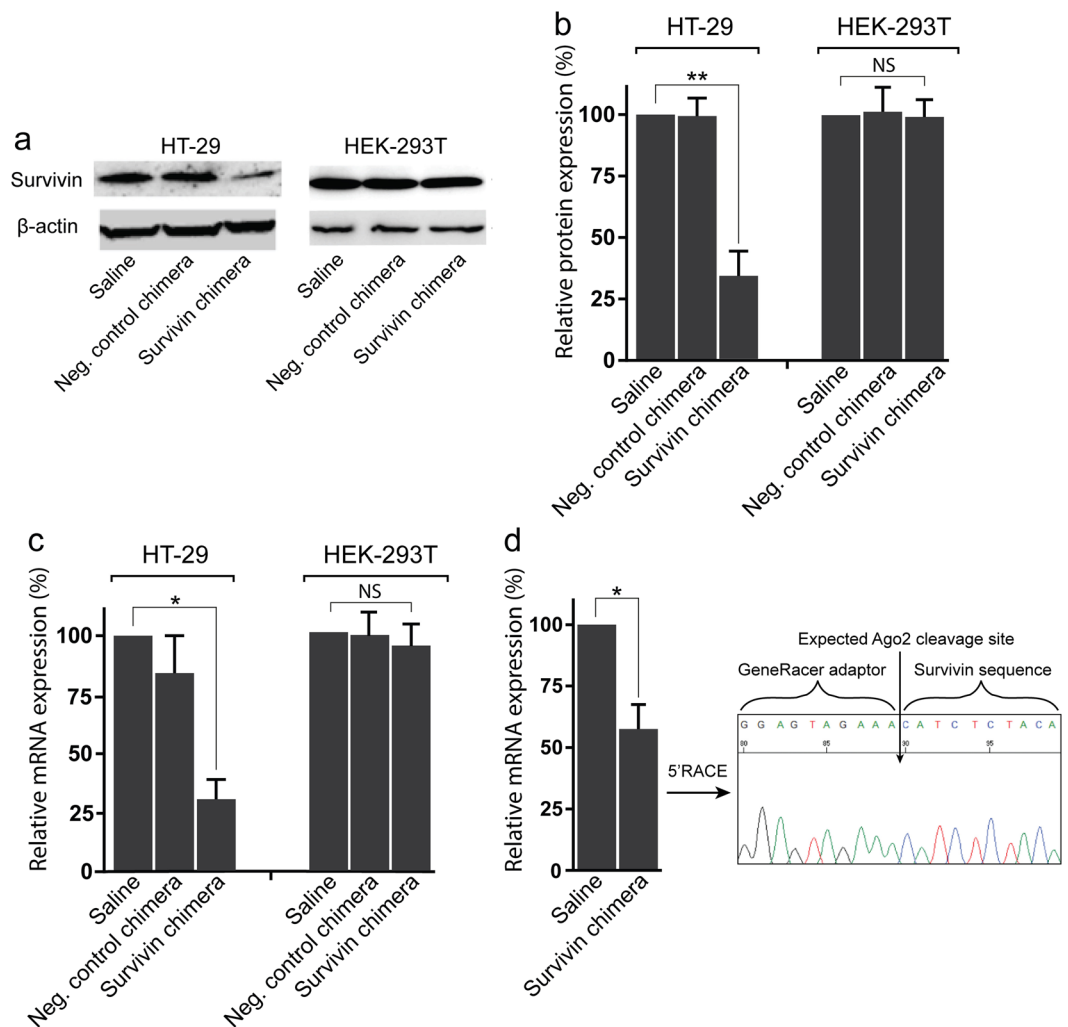 a
HT-29
HEK-293T
Survivin
β-actin
Saline
Neg. control chimera
Survivin chimera
Saline
Neg. control chimera
Survivin chimera
b
HT-29
HEK-293T
Relative protein expression (%)
**
NS
100
75
50
25
0
Saline
Neg. control chimera
Survivin chimera
Saline
Neg. control chimera
Survivin chimera
c
HT-29
HEK-293T
Relative mRNA expression (%)
*
NS
100
75
50
25
0
Saline
Neg. control chimera
Survivin chimera
Saline
Neg. control chimera
Survivin chimera
d
Relative mRNA expression (%)
*
100
75
50
25
0
Saline
Survivin chimera
5'RACE
Expected Ago2 cleavage site
GeneRacer adaptor
Survivin sequence
G G A G T A G A A A C A T C T C T A C A
80 85 90 95